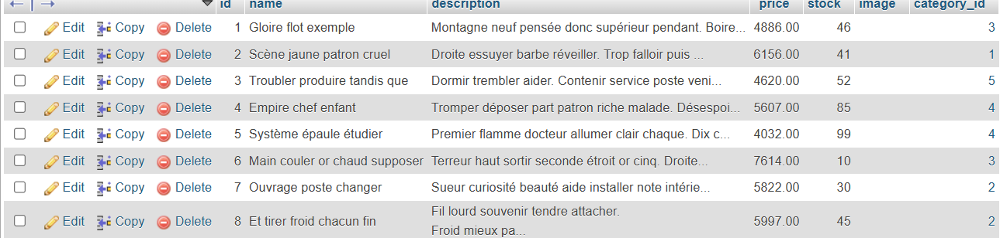 id name description price stock image category_id
Edit Copy Delete 1 Gloire flot exemple Montagne neuf pensée donc supérieur pendant. Boire... 4886.00 46 3
Edit Copy Delete 2 Scène jaune patron cruel Droite essuyer barbe réveiller. Trop falloir puis ... 6156.00 41 1
Edit Copy Delete 3 Troubler produire tandis que Dormir trembler aider. Contenir service poste veni... 4620.00 52 5
Edit Copy Delete 4 Empire chef enfant Tromper déposer part patron riche malade. Désespoi... 5607.00 85 4
Edit Copy Delete 5 Système épaule étudier Premier flamme docteur allumer clair chaque. Dix c... 4032.00 99 4
Edit Copy Delete 6 Main couler or chaud supposer Terreur haut sortir seconde étroit or cinq. Droite... 7614.00 10 3
Edit Copy Delete 7 Ouvrage poste changer Sueur curiosité beauté aide installer note intérie... 5822.00 30 2
Edit Copy Delete 8 Et tirer froid chacun fin Fil lourd souvenir tendre attacher. 5997.00 45 2
Froid mieux pa...